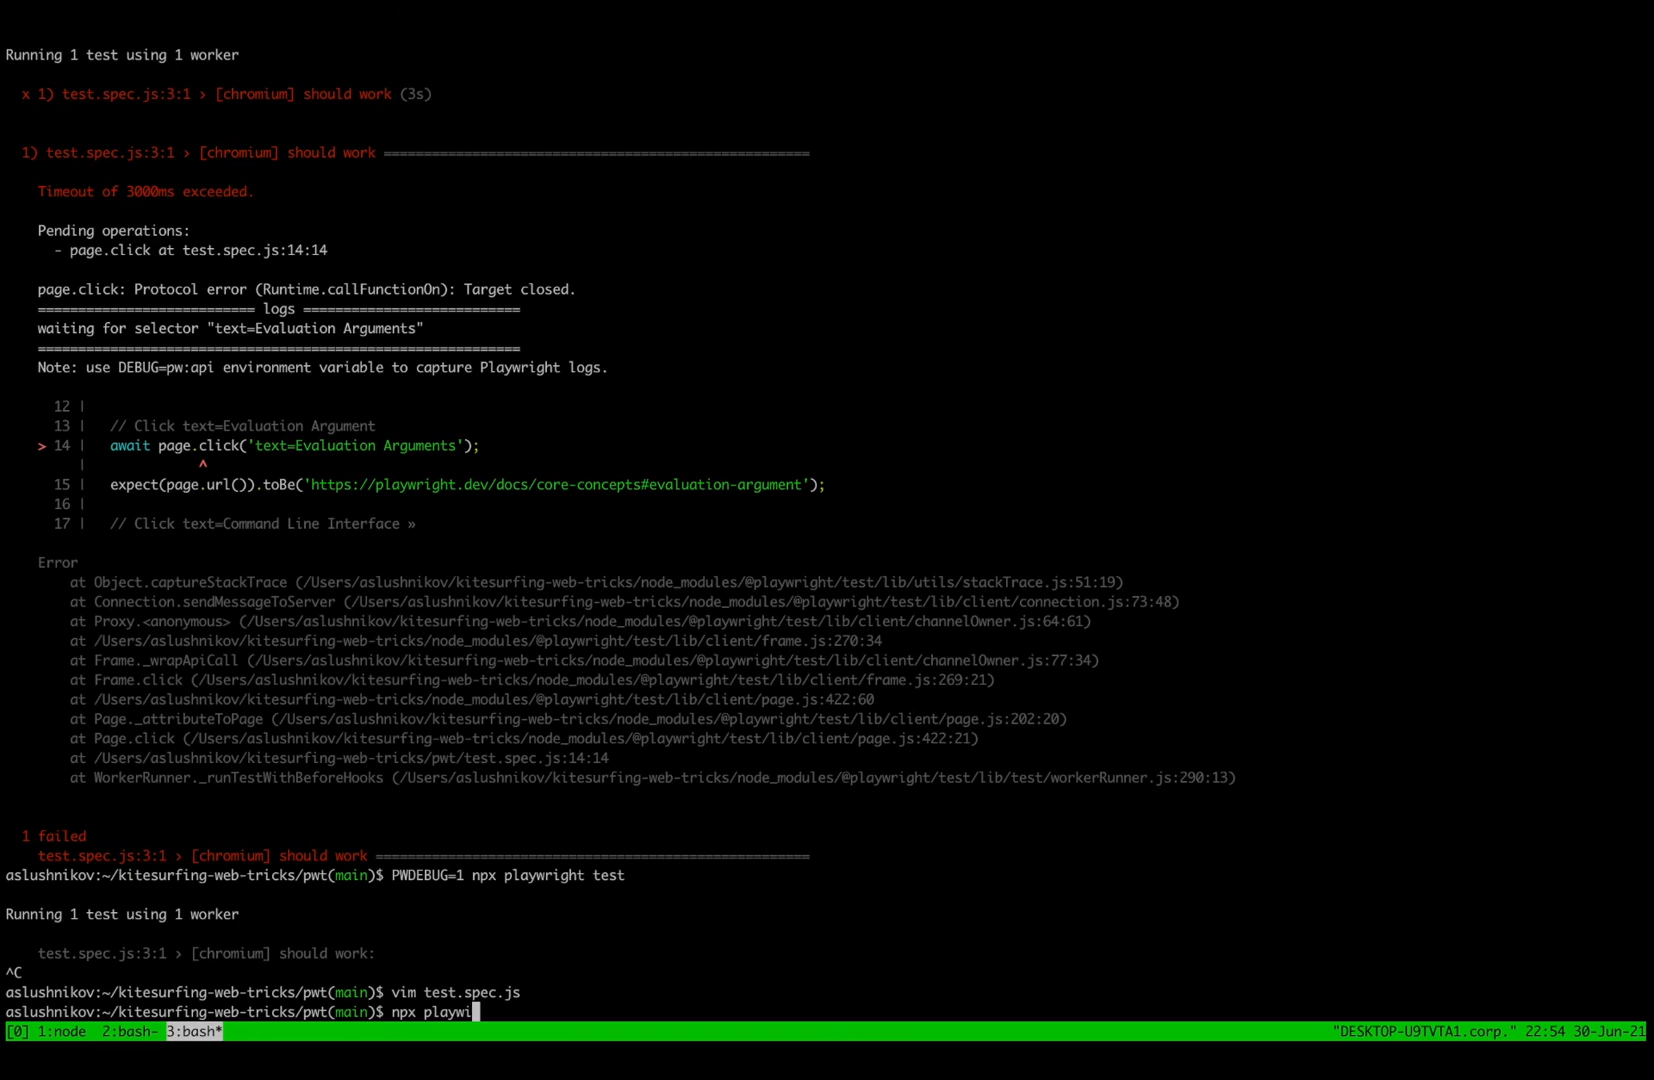 Running 1 test using 1 worker
x 1) test.spec.js:3:1 › [chromium] should work (3s)
1) test.spec.js:3:1 › [chromium] should work =====================================================
Timeout of 3000ms exceeded.
Pending operations:
- page.click at test.spec.js:14:14
page.click: Protocol error (Runtime.callFunctionOn): Target closed.
=========================== logs ===========================
waiting for selector "text=Evaluation Arguments"
============================================================
Note: use DEBUG=pw:api environment variable to capture Playwright logs.
12 |
13 | // Click text=Evaluation Argument
> 14 | await page.click('text=Evaluation Arguments');
| ^
15 | expect(page.url()).toBe('https://playwright.dev/docs/core-concepts#evaluation-argument');
16 |
17 | // Click text=Command Line Interface »
Error
at Object.captureStackTrace (/Users/aslushnikov/kitesurfing-web-tricks/node_modules/@playwright/test/lib/utils/stackTrace.js:51:19)
at Connection.sendMessageToServer (/Users/aslushnikov/kitesurfing-web-tricks/node_modules/@playwright/test/lib/client/connection.js:73:48)
at Proxy.<anonymous> (/Users/aslushnikov/kitesurfing-web-tricks/node_modules/@playwright/test/lib/client/channelOwner.js:64:61)
at /Users/aslushnikov/kitesurfing-web-tricks/node_modules/@playwright/test/lib/client/frame.js:270:34
at Frame._wrapApiCall (/Users/aslushnikov/kitesurfing-web-tricks/node_modules/@playwright/test/lib/client/channelOwner.js:77:34)
at Frame.click (/Users/aslushnikov/kitesurfing-web-tricks/node_modules/@playwright/test/lib/client/frame.js:269:21)
at /Users/aslushnikov/kitesurfing-web-tricks/node_modules/@playwright/test/lib/client/page.js:422:60
at Page._attributeToPage (/Users/aslushnikov/kitesurfing-web-tricks/node_modules/@playwright/test/lib/client/page.js:202:20)
at Page.click (/Users/aslushnikov/kitesurfing-web-tricks/node_modules/@playwright/test/lib/client/page.js:422:21)
at /Users/aslushnikov/kitesurfing-web-tricks/pwt/test.spec.js:14:14
at WorkerRunner._runTestWithBeforeHooks (/Users/aslushnikov/kitesurfing-web-tricks/node_modules/@playwright/test/lib/test/workerRunner.js:290:13)
1 failed
test.spec.js:3:1 › [chromium] should work ======================================================
aslushnikov:~/kitesurfing-web-tricks/pwt(main)$ PWDEBUG=1 npx playwright test
Running 1 test using 1 worker
test.spec.js:3:1 › [chromium] should work:
^C
aslushnikov:~/kitesurfing-web-tricks/pwt(main)$ vim test.spec.js
aslushnikov:~/kitesurfing-web-tricks/pwt(main)$ npx playwi
[0] 1:node 2:bash- 3:bash* "DESKTOP-U9TVTA1.corp." 22:54 30-Jun-21